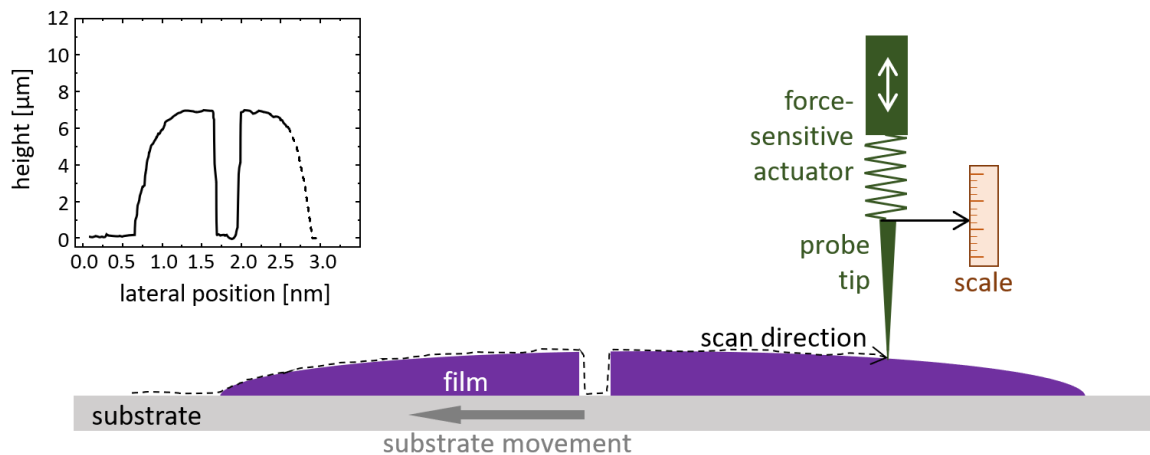 12
10
8
6
4
2
0
height [µm]
0.0 0.5 1.0 1.5 2.0 2.5 3.0
lateral position [nm]
force-
sensitive
actuator
probe
tip
scale
scan direction
film
substrate
substrate movement